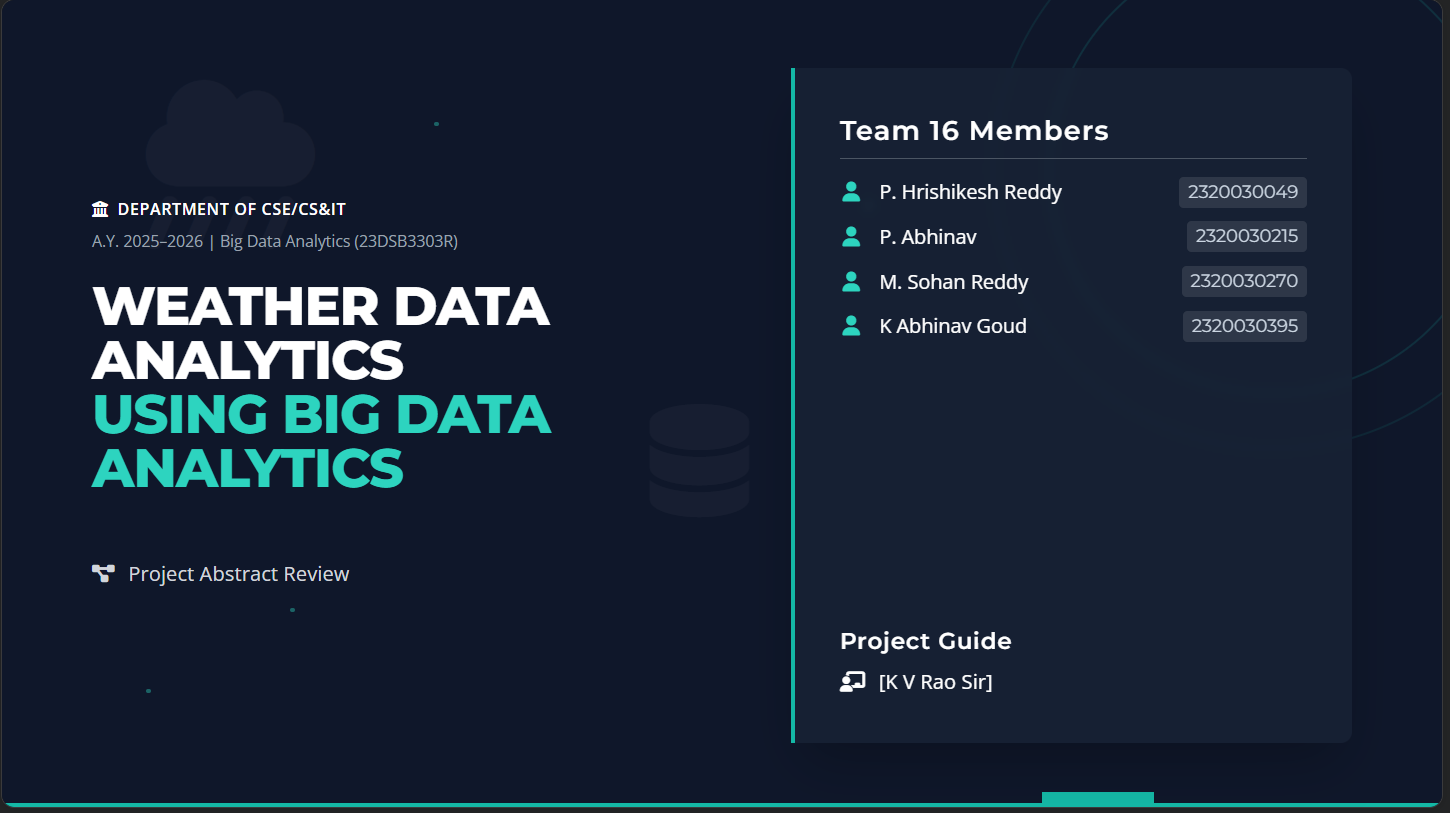 DEPARTMENT OF CSE/CS&IT
A.Y. 2025–2026 | Big Data Analytics (23DSB3303R)
WEATHER DATA
ANALYTICS
USING BIG DATA
ANALYTICS
Project Abstract Review
Team 16 Members
P. Hrishikesh Reddy 2320030049
P. Abhinav 2320030215
M. Sohan Reddy 2320030270
K Abhinav Goud 2320030395
Project Guide
[K V Rao Sir]